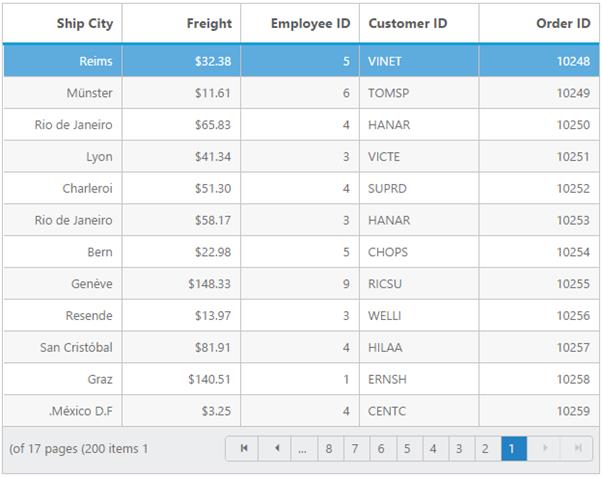 Ship City Freight Employee ID Customer ID Order ID
Reims $32.38 5 VINET 10248
Münster $11.61 6 TOMSP 10249
Rio de Janeiro $65.83 4 HANAR 10250
Lyon $41.34 3 VICTE 10251
Charleroi $51.30 4 SUPRD 10252
Rio de Janeiro $58.17 3 HANAR 10253
Bern $22.98 5 CHOPS 10254
Genève $148.33 9 RICSU 10255
Resende $13.97 3 WELLI 10256
San Cristóbal $81.91 4 HILAA 10257
Graz $140.51 1 ERNSH 10258
.México D.F $3.25 4 CENTC 10259
(of 17 pages (200 items 1 ... 8 7 6 5 4 3 2 1